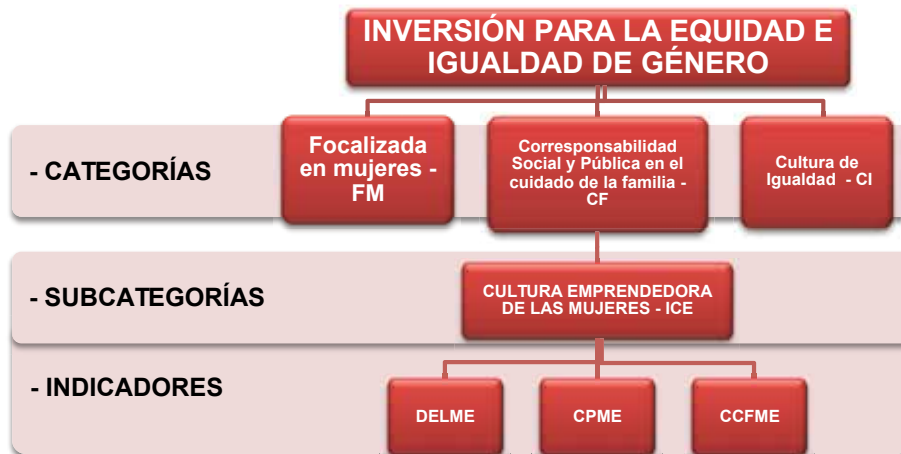 INVERSIÓN PARA LA EQUIDAD E
IGUALDAD DE GÉNERO
- CATEGORÍAS
Focalizada
en mujeres -
FM
Corresponsabilidad
Social y Pública en el
cuidado de la familia -
CF
Cultura de
Igualdad - CI
- SUBCATEGORÍAS
CULTURA EMPRENDEDORA
DE LAS MUJERES - ICE
- INDICADORES
DELME
CPME
CCFME